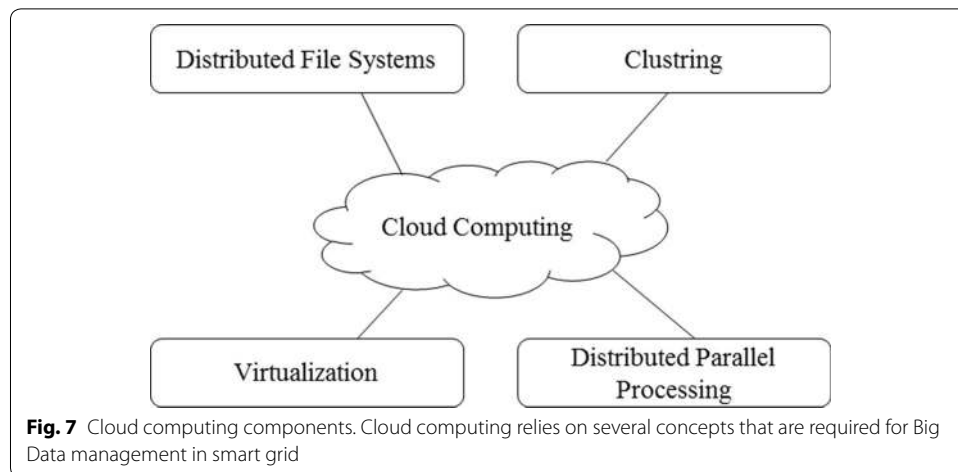 Distributed File Systems
Clustring
Cloud Computing
Virtualization
Distributed Parallel
Processing
Fig. 7 Cloud computing components. Cloud computing relies on several concepts that are required for Big
Data management in smart grid